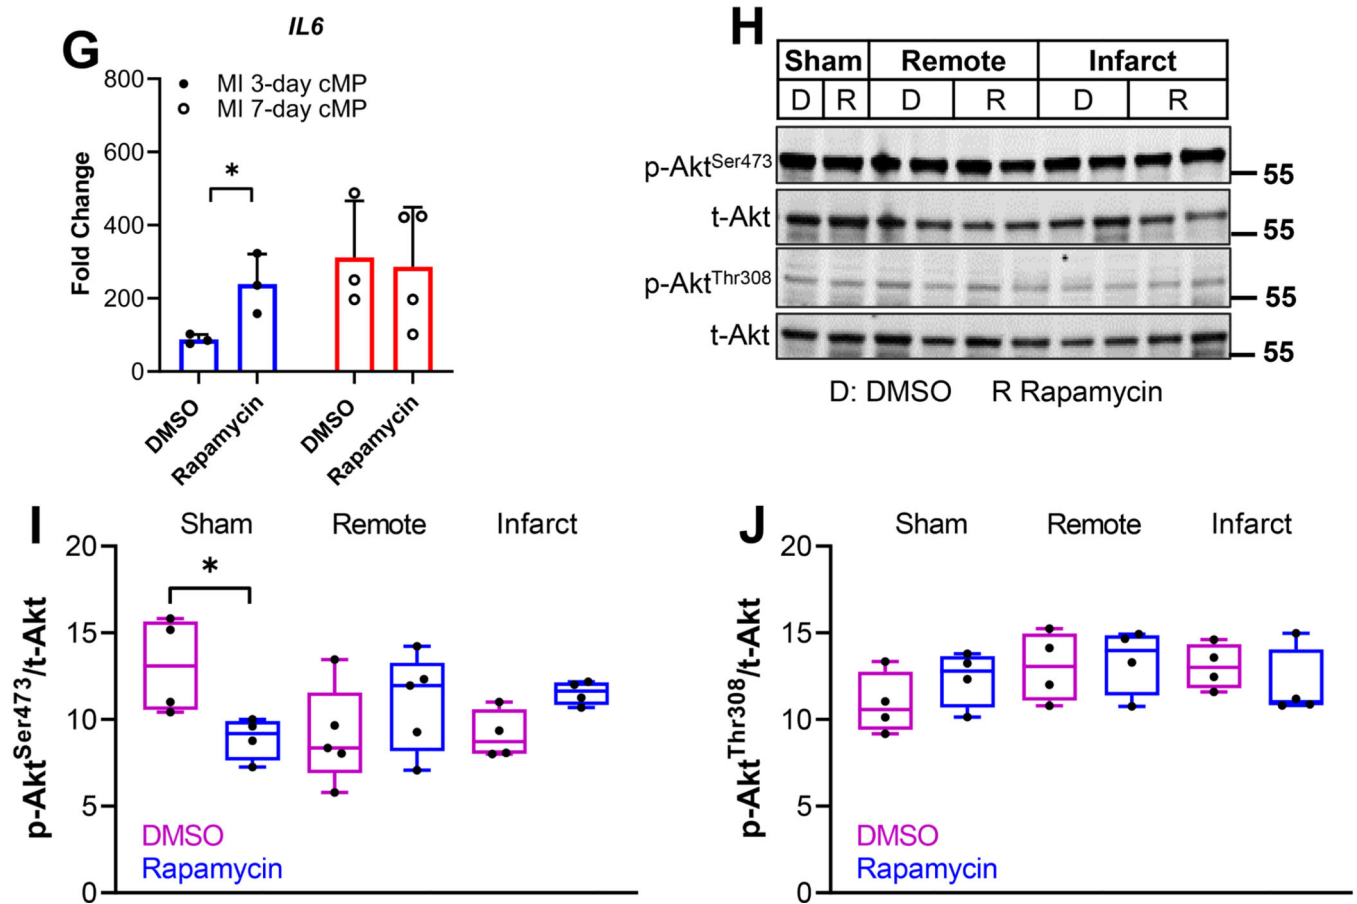 G
IL6
800
600
400
200
0
Fold Change
MI 3-day cMP
MI 7-day cMP
*
DMSO
Rapamycin
DMSO
Rapamycin
H
Sham Remote Infarct
D R D R D R
p-AktSer473
55
t-Akt
55
p-AktThr308
55
t-Akt
55
D: DMSO R Rapamycin
I
Sham Remote Infarct
*
20
15
10
5
0
p-AktSer473/t-Akt
DMSO
Rapamycin
J
Sham Remote Infarct
20
15
10
5
0
p-AktThr308/t-Akt
DMSO
Rapamycin